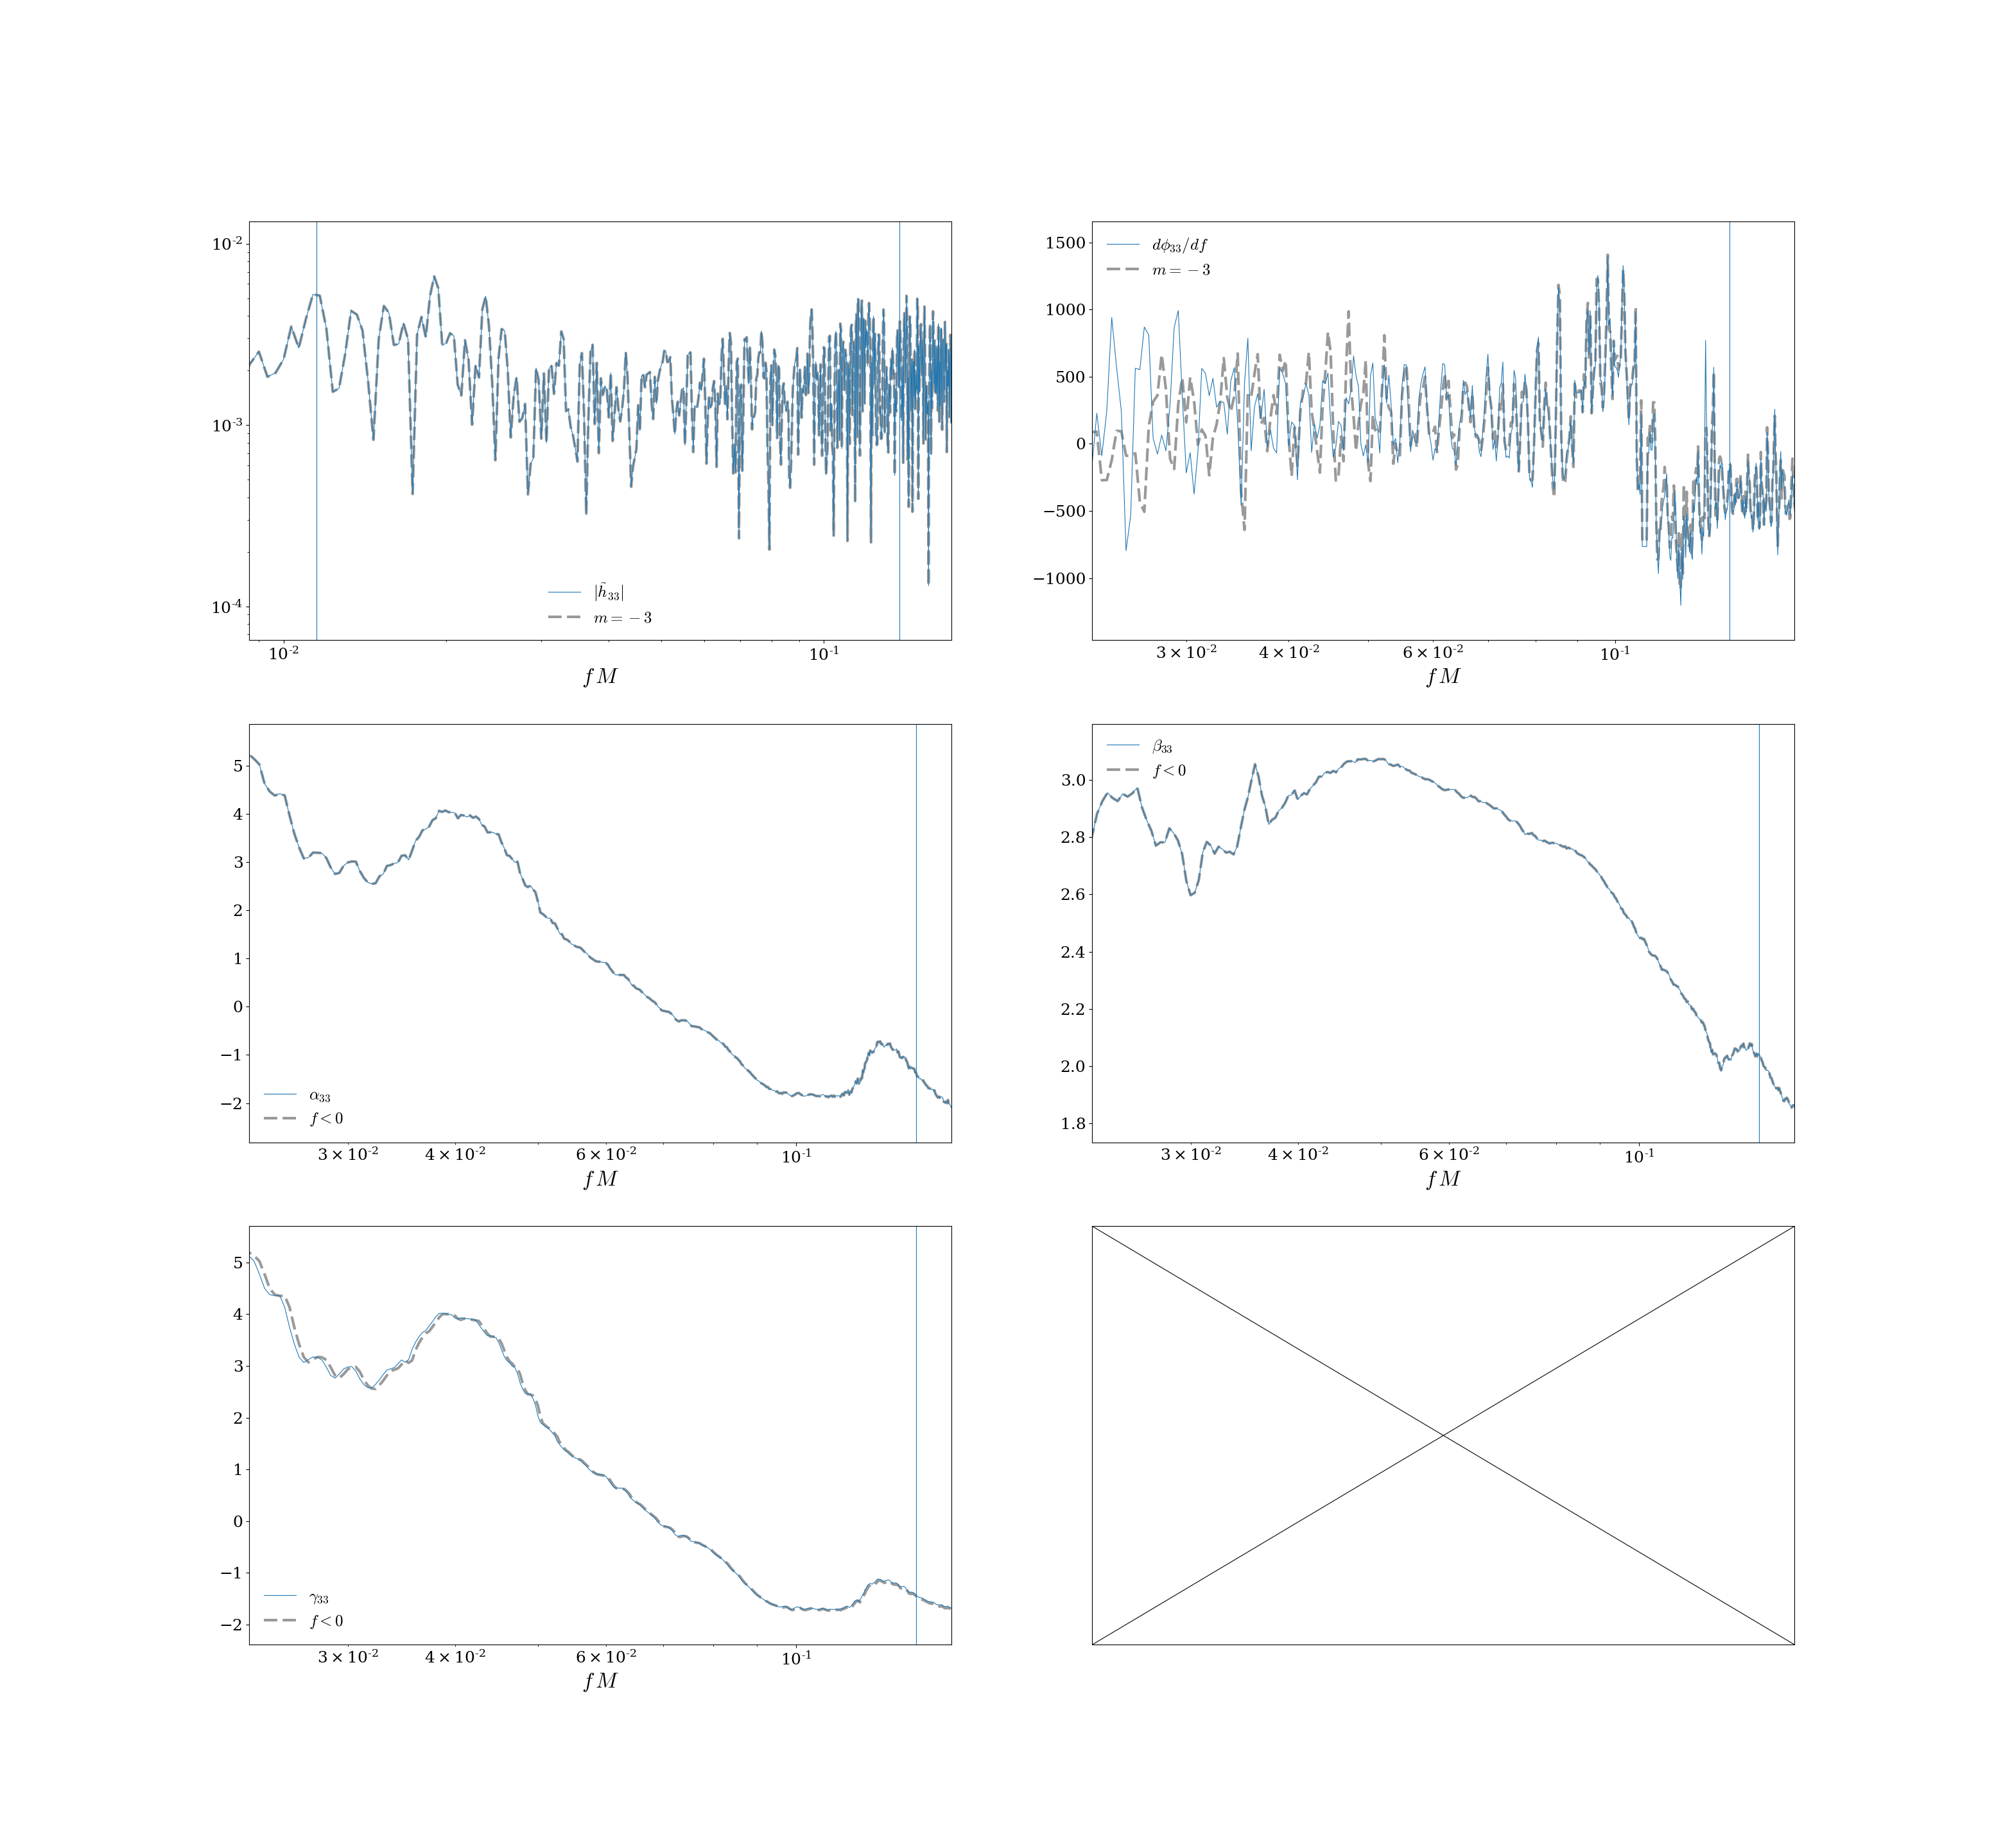 10⁻²
10⁻³
10⁻⁴
|h̃₃₃|
m = −3
10⁻² 10⁻¹
fM
1500
1000
500
0
−500
−1000
dϕ₃₃/df
m = −3
3 × 10⁻² 4 × 10⁻² 6 × 10⁻² 10⁻¹
fM
5
4
3
2
1
0
−1
−2
α₃₃
f < 0
3 × 10⁻² 4 × 10⁻² 6 × 10⁻² 10⁻¹
fM
3.0
2.8
2.6
2.4
2.2
2.0
1.8
β₃₃
f < 0
3 × 10⁻² 4 × 10⁻² 6 × 10⁻² 10⁻¹
fM
5
4
3
2
1
0
−1
−2
γ₃₃
f < 0
3 × 10⁻² 4 × 10⁻² 6 × 10⁻² 10⁻¹
fM